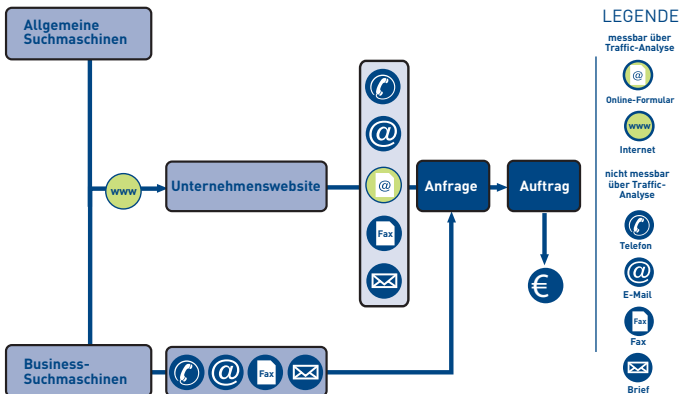 Allgemeine
Suchmaschinen
www
Unternehmenswebsite
@
@
Fax
Anfrage
Auftrag
€
Business-
Suchmaschinen
@
Fax
LEGENDE
messbar über
Traffic-Analyse
@
Online-Formular
www
Internet
nicht messbar
über Traffic-
Analyse
Telefon
@
E-Mail
Fax
Fax
Brief